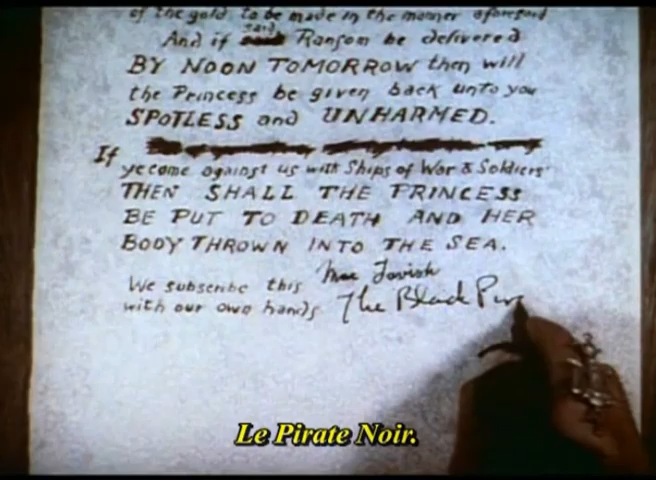 of the gold, to be made in the manner aforesaid
And if said Ransom be delivered
BY NOON TOMORROW then will
the Princess be given back unto you
SPOTLESS and UNHARMED.
If
ye come against us with Ships of War & Soldiers
THEN SHALL THE PRINCESS
BE PUT TO DEATH AND HER
BODY THROWN INTO THE SEA.
We subscribe this Mac Tavish
with our own hands The Black Pir
Le Pirate Noir.